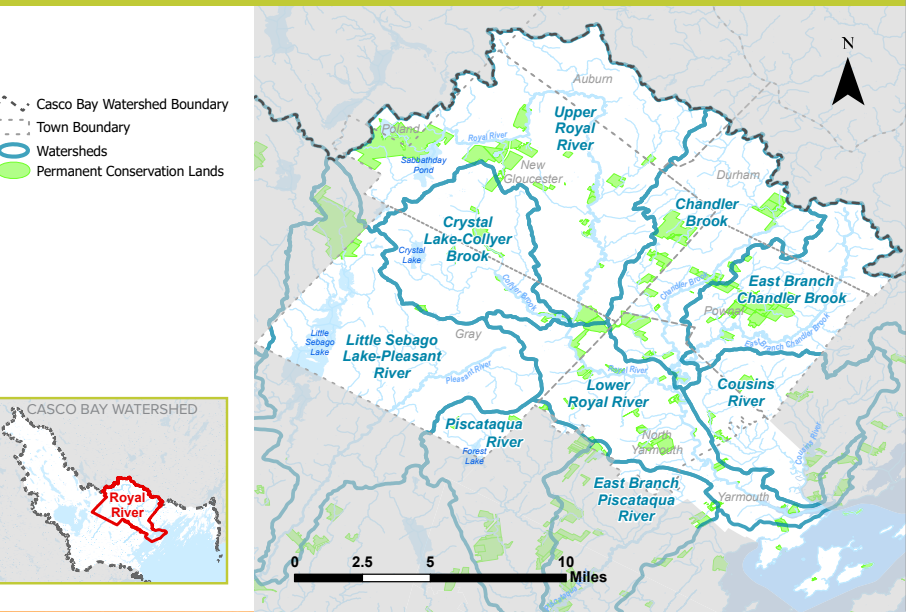 Casco Bay Watershed Boundary
Town Boundary
Watersheds
Permanent Conservation Lands
N
Auburn
Upper
Royal
River
Poland
Royal River
Sabbathday
Pond
New
Gloucester
Durham
Chandler
Brook
Crystal
Lake-Collyer
Brook
Crystal
Lake
Collyer Brook
Chandler Brook
East Branch
Chandler Brook
Pownal
East Branch Chandler Brook
Little
Sebago
Lake
Little Sebago
Lake-Pleasant
River
Gray
Pleasant River
Royal River
Lower
Royal River
Cousins
River
Piscataqua
River
Forest
Lake
North
Yarmouth
Cousins River
East Branch
Piscataqua
River
Yarmouth
CASCO BAY WATERSHED
Royal
River
0 2.5 5 10
Miles